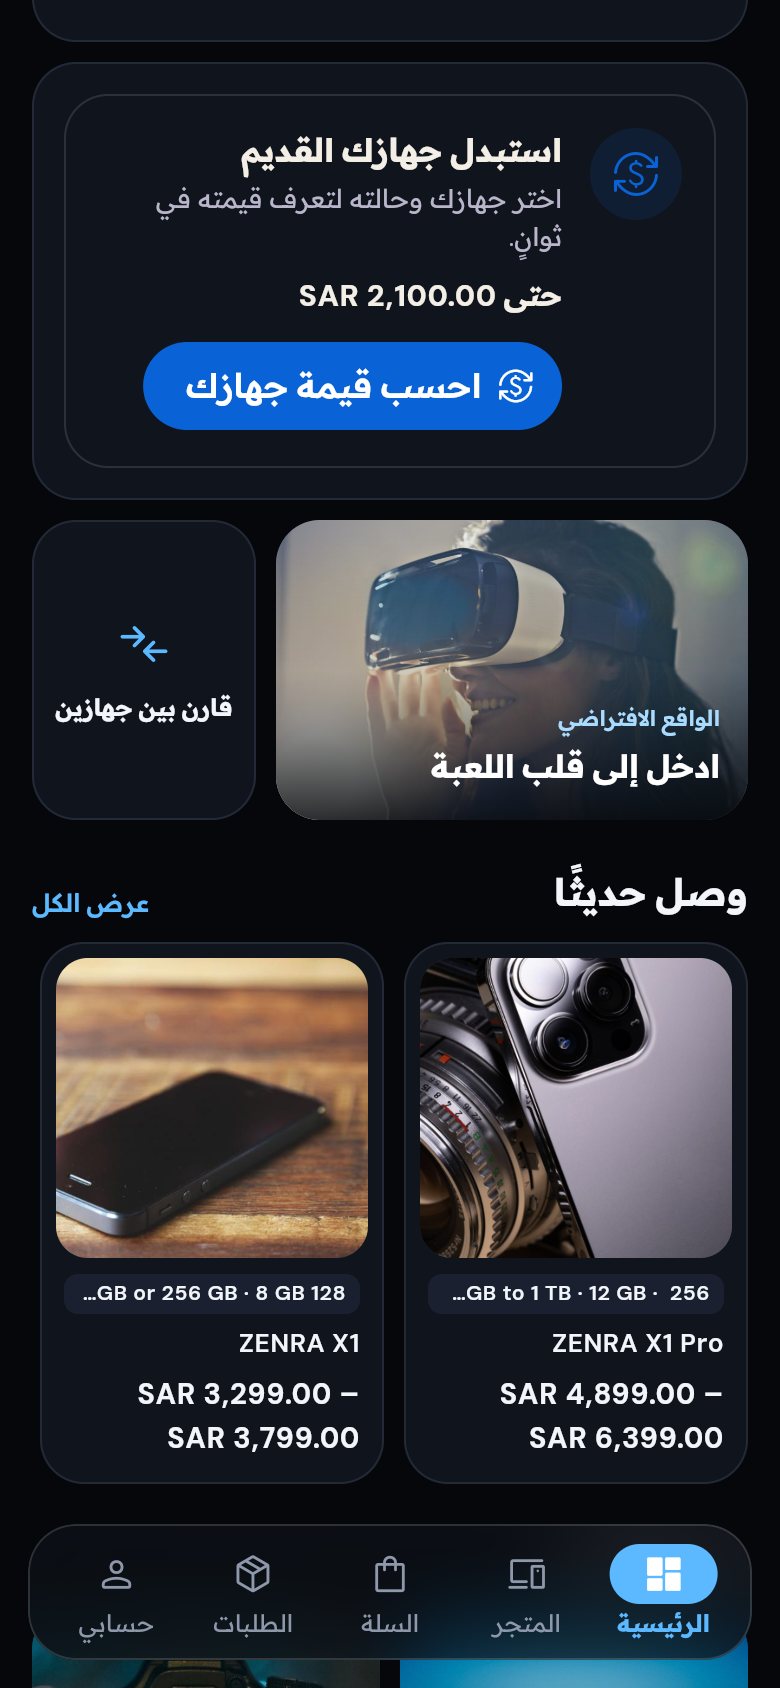 استبدل جهازك القديم
اختر جهازك وحالته لتعرف قيمته في
ثوانٍ.
حتى SAR 2,100.00
احسب قيمة جهازك
الواقع الافتراضي
ادخل إلى قلب اللعبة
قارن بين جهازين
وصل حديثًا
عرض الكل
256 GB to 1 TB · 12 GB · ...
ZENRA X1 Pro
SAR 4,899.00 –
SAR 6,399.00
128 GB or 256 GB · 8 GB...
ZENRA X1
SAR 3,299.00 –
SAR 3,799.00
الرئيسية
المتجر
السلة
الطلبات
حسابي